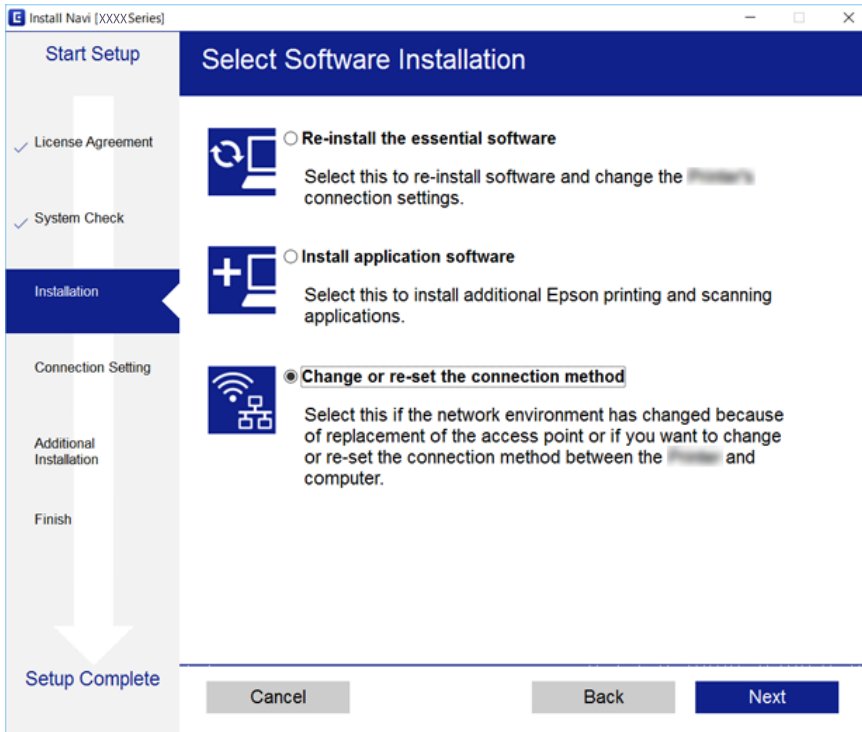 Install Navi [XXXX Series]
Start Setup
License Agreement
System Check
Installation
Connection Setting
Additional
Installation
Finish
Setup Complete
Select Software Installation
Re-install the essential software
Select this to re-install software and change the
connection settings.
Install application software
Select this to install additional Epson printing and scanning
applications.
Change or re-set the connection method
Select this if the network environment has changed because
of replacement of the access point or if you want to change
or re-set the connection method between the and
computer.
Cancel
Back
Next